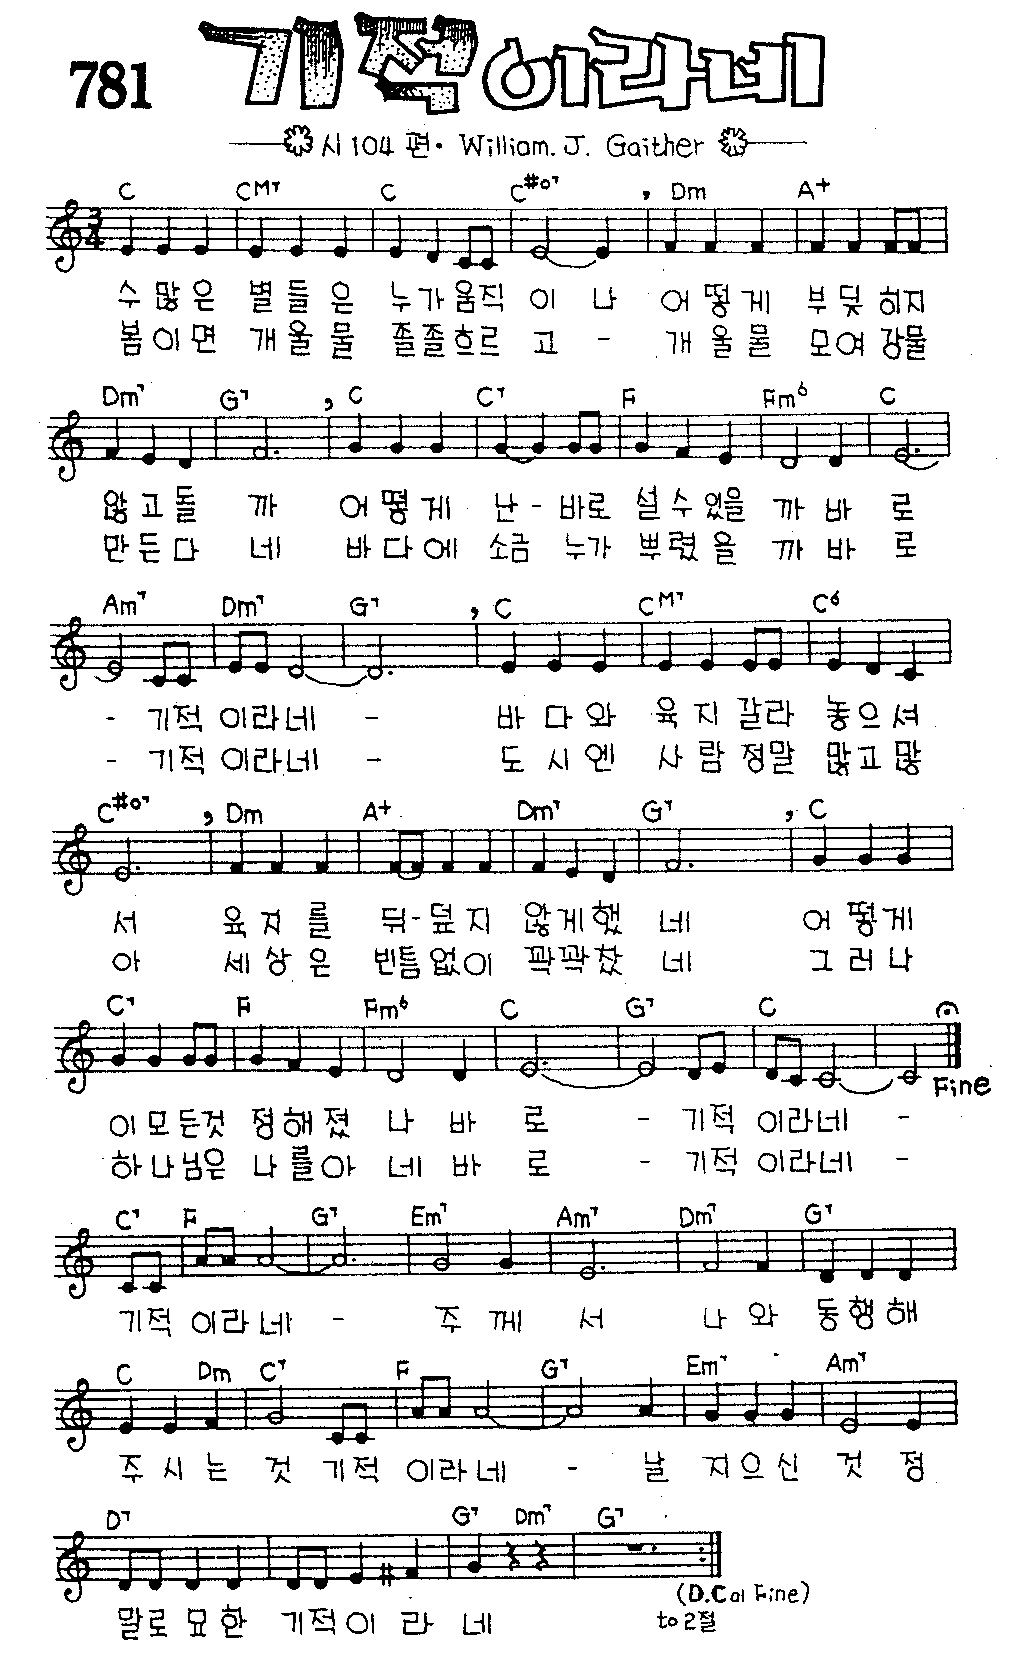 781 기적이라네
시 104 편 • William. J. Gaither
C CM7 C C#o7 Dm A+
3/4
수 많 은 별 들 은 누 가 움 직 이 나 어 떻 게 부 딪 히 지
봄 이 면 개 울 물 졸 졸 흐 르 고 - 개 울 물 모 여 강 물
Dm7 G7 C C7 F Fm6 C
않 고 돌 까 어 떻 게 난 - 바 로 설 수 있 을 까 바 로
만 든 다 네 바 다 에 소 금 누 가 뿌 렸 을 까 바 로
Am7 Dm7 G7 C CM7 C6
- 기 적 이 라 네 - 바 다 와 육 지 갈 라 놓 으 셔
- 기 적 이 라 네 - 도 시 엔 사 람 정 말 많 고 많
C#o7 Dm A+ Dm7 G7 C
서 육 지 를 뒤 - 덮 지 않 게 했 네 어 떻 게
아 세 상 은 빈 틈 없 이 꽉 꽉 찼 네 그 러 나
C7 F Fm6 C G7 C
Fine
이 모 든 것 정 해 졌 나 바 로 - 기 적 이 라 네 -
하 나 님 은 나 를 아 네 바 로 - 기 적 이 라 네 -
C7 F G7 Em7 Am7 Dm7 G7
기 적 이 라 네 - 주 께 서 나 와 동 행 해
C Dm C7 F G7 Em7 Am7
주 시 는 것 기 적 이 라 네 - 날 지 으 신 것 정
D7 G7 Dm7 G7
(D.C al Fine)
말 로 묘 한 기 적 이 라 네 to 2절